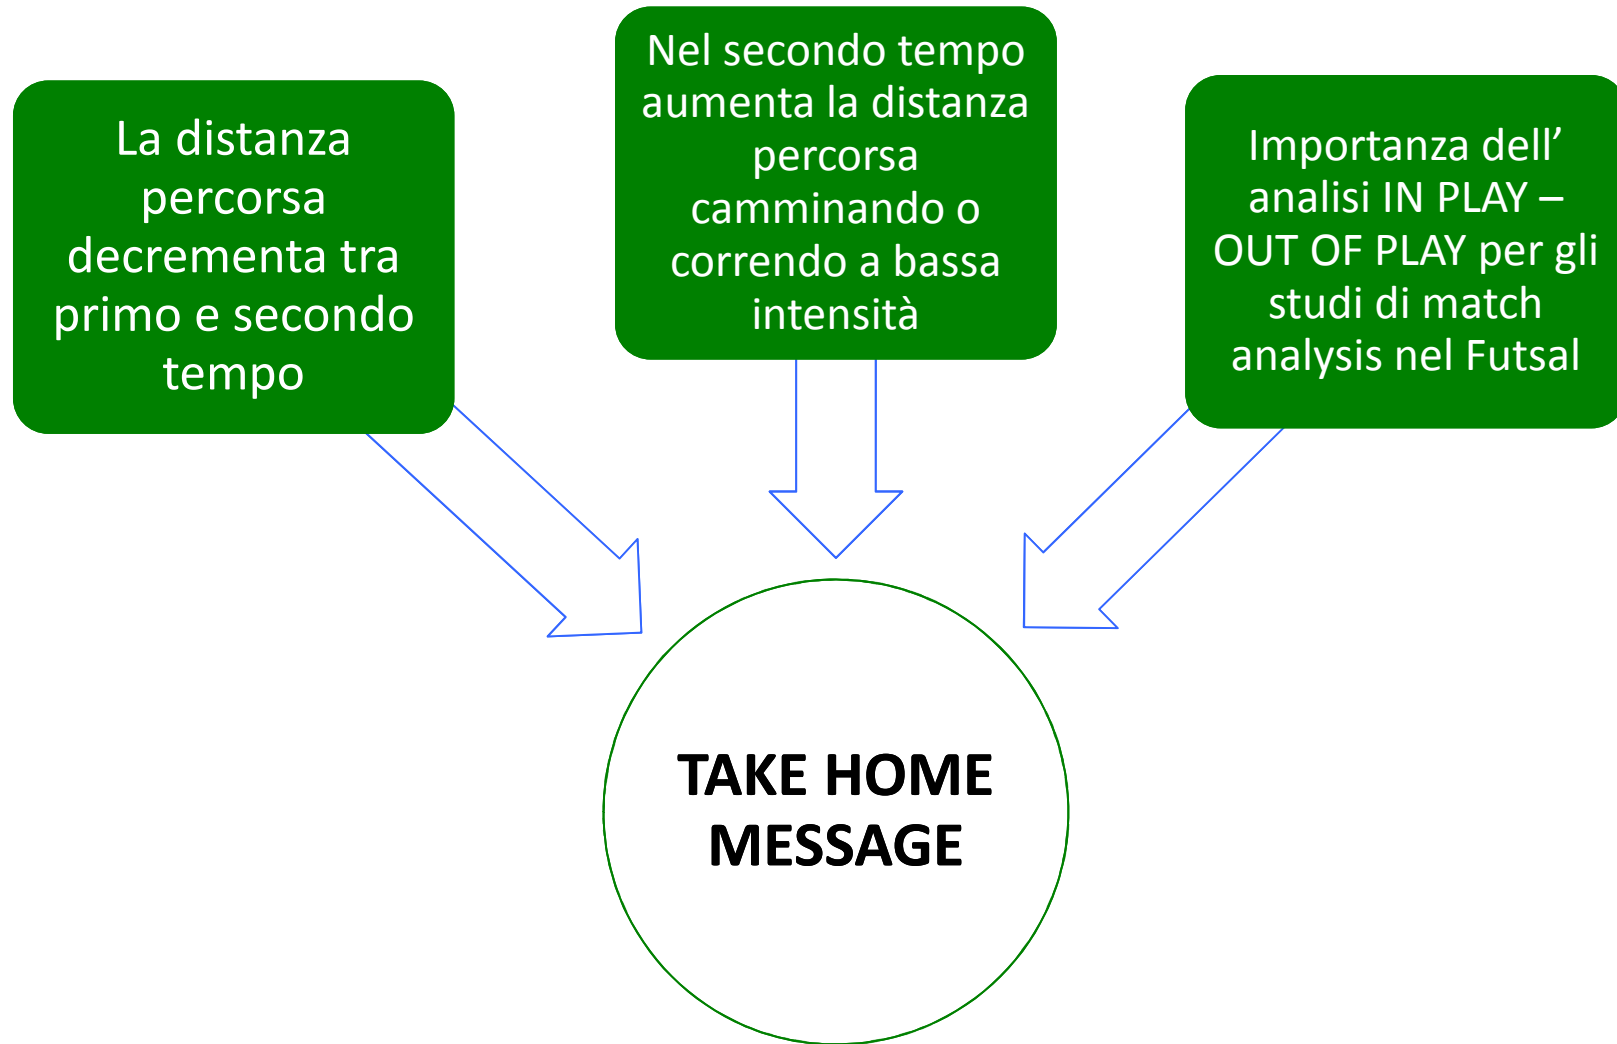 La distanza
percorsa
decrementa tra
primo e secondo
tempo
Nel secondo tempo
aumenta la distanza
percorsa
camminando o
correndo a bassa
intensità
Importanza dell’
analisi IN PLAY –
OUT OF PLAY per gli
studi di match
analysis nel Futsal
TAKE HOME
MESSAGE